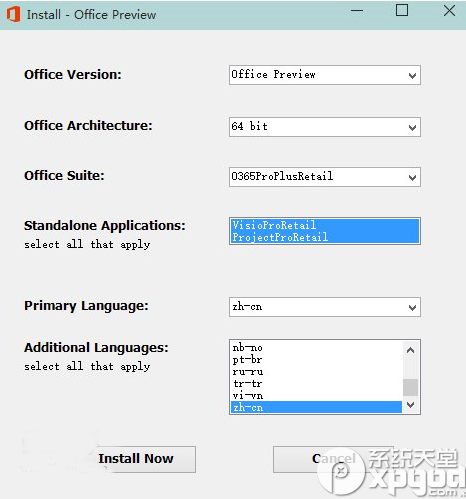 Install - Office Preview
Office Version:
Office Preview
Office Architecture:
64 bit
Office Suite:
O365ProPlusRetail
Standalone Applications:
select all that apply
VisioProRetail
ProjectProRetail
Primary Language:
zh-cn
Additional Languages:
select all that apply
nb-no
pt-br
ru-ru
tr-tr
vi-vn
zh-cn
Install Now
Cancel
系统天堂
xpgod.com